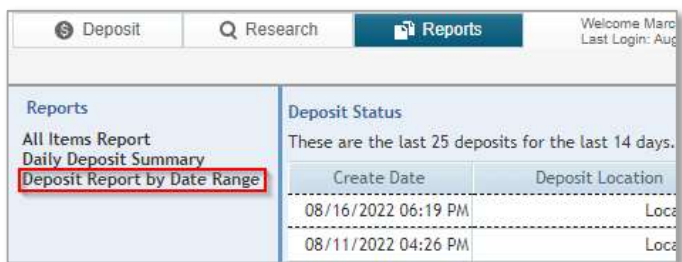 Deposit
Research
Reports
Welcome Marc
Last Login: Aug
Reports
All Items Report
Daily Deposit Summary
Deposit Report by Date Range
Deposit Status
These are the last 25 deposits for the last 14 days.
Create Date Deposit Location
08/16/2022 06:19 PM Loca
08/11/2022 04:26 PM Loca